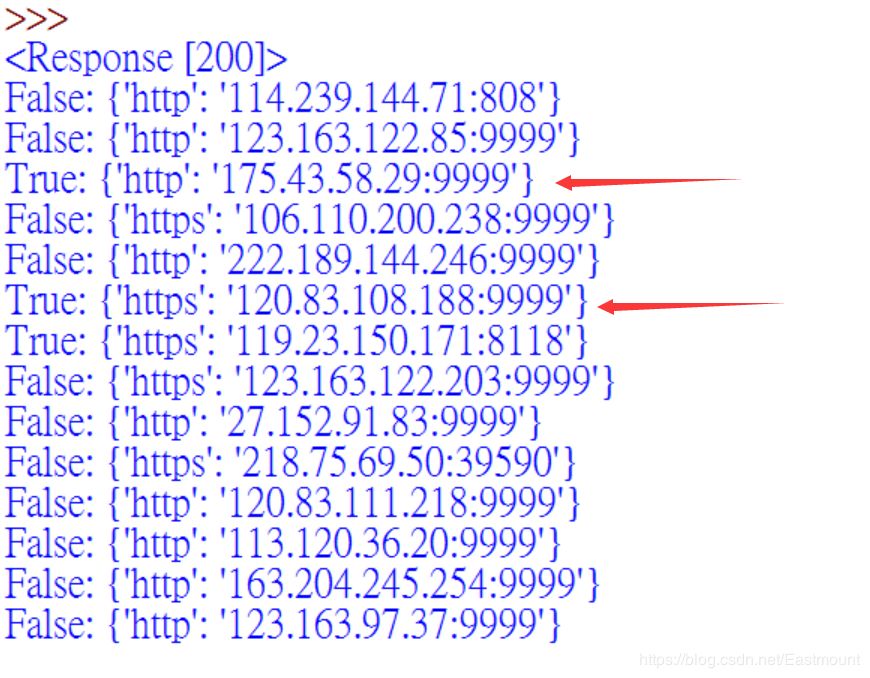 >>>
<Response [200]>
False: {'http': '114.239.144.71:808'}
False: {'http': '123.163.122.85:9999'}
True: {'http': '175.43.58.29:9999'}
False: {'https': '106.110.200.238:9999'}
False: {'http': '222.189.144.246:9999'}
True: {'https': '120.83.108.188:9999'}
True: {'https': '119.23.150.171:8118'}
False: {'https': '123.163.122.203:9999'}
False: {'http': '27.152.91.83:9999'}
False: {'https': '218.75.69.50:39590'}
False: {'http': '120.83.111.218:9999'}
False: {'http': '113.120.36.20:9999'}
False: {'http': '163.204.245.254:9999'}
False: {'http': '123.163.97.37:9999'}
https://blog.csdn.net/Eastmount